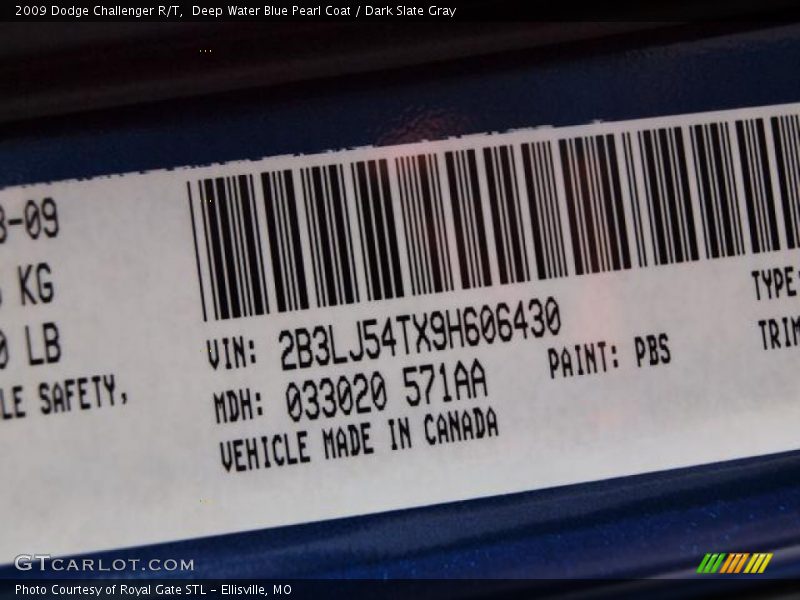 2009 Dodge Challenger R/T,  Deep Water Blue Pearl Coat / Dark Slate Gray
-09
KG
LB
LE SAFETY,
VIN: 2B3LJ54TX9H606430
MDH: 033020 571AA
VEHICLE MADE IN CANADA
PAINT: PBS
TYPE:
TRIM
GTCARLOT.COM
Photo Courtesy of Royal Gate STL - Ellisville, MO